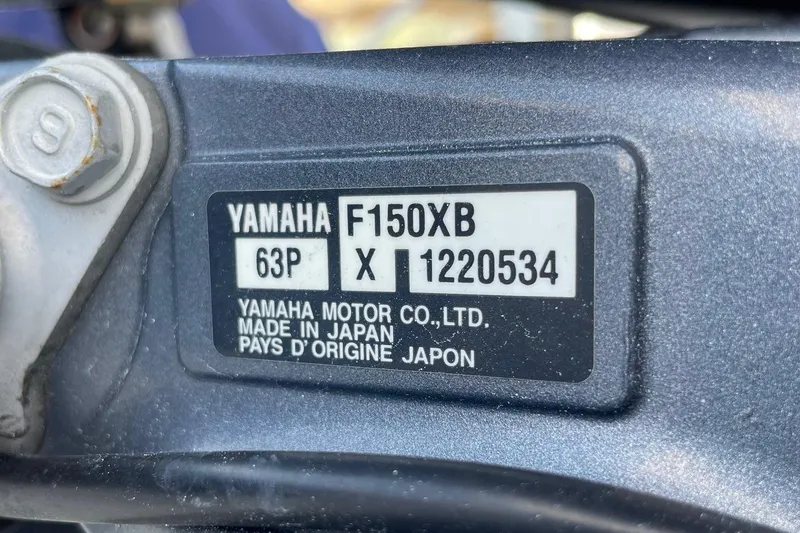 YAMAHA F150XB
63P X 1220534
YAMAHA MOTOR CO.,LTD.
MADE IN JAPAN
PAYS D'ORIGINE JAPON